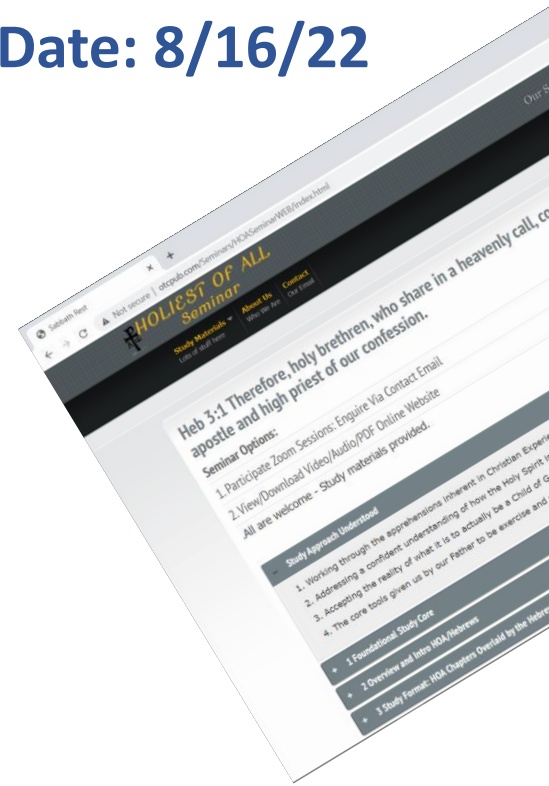 Date: 8/16/22
Our S
Sabbath Rest
Not secure | otcpub.com/Seminars/HOASeminarWEB/index.html
HOLIEST OF ALL
Seminar
Study Materials About Us Contact
Lots of stuff here Who We Are Our Email
Heb 3:1 Therefore, holy brethren, who share in a heavenly call, co
apostle and high priest of our confession.
Seminar Options:
1. Participate Zoom Sessions: Enquire Via Contact Email
2. View/Download Video/Audio/PDF Online Website
All are welcome - Study materials provided.
- Study Approach Understood
1. Working through the apprehensions inherent in Christian Experie
2. Addressing a confident understanding of how the Holy Spirit i
3. Accepting the reality of what it is to actually be a Child of G
4. The core tools given us by our Father to be exercise and
+ 1 Foundational Study Core
+ 2 Overview and Intro HOA/Hebrews
+ 3 Study Format: HOA Chapters Overlaid by the Hebre